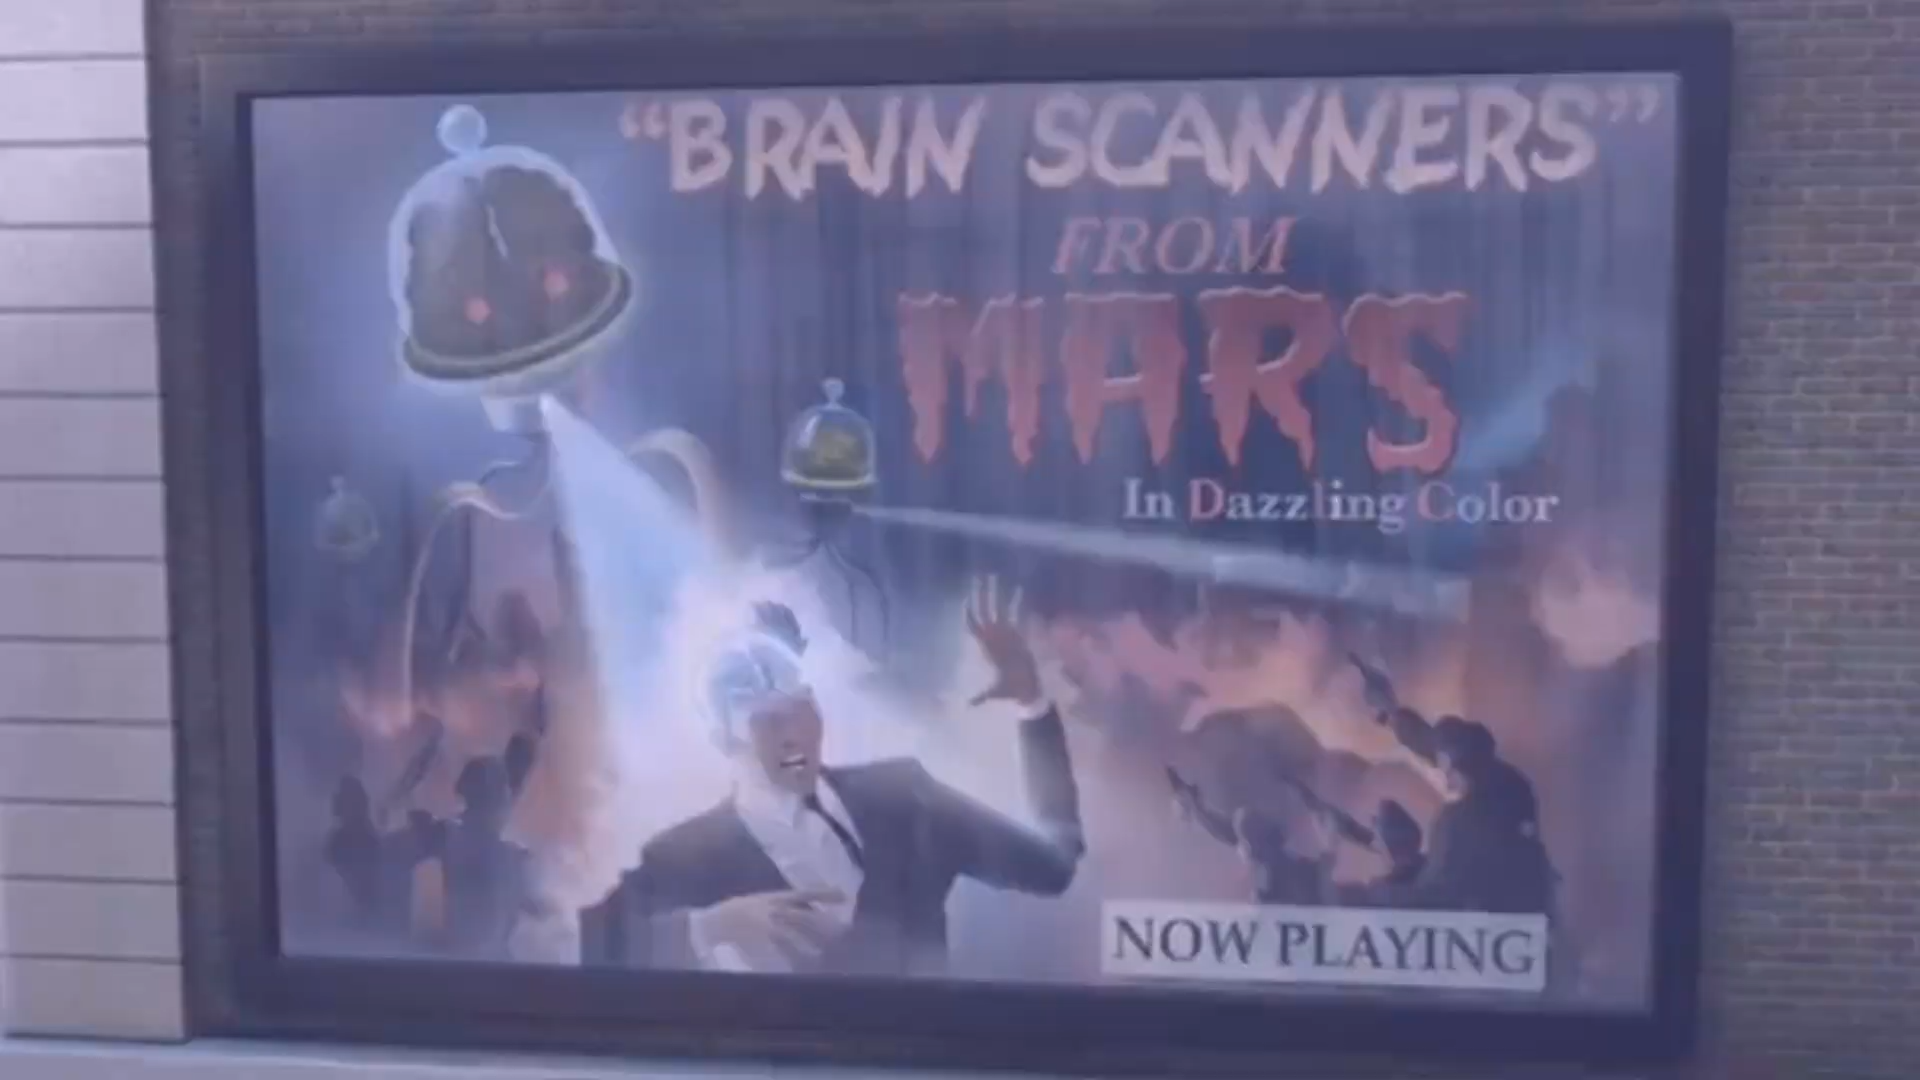 “BRAIN SCANNERS”
FROM
MARS
In Dazzling Color
NOW PLAYING